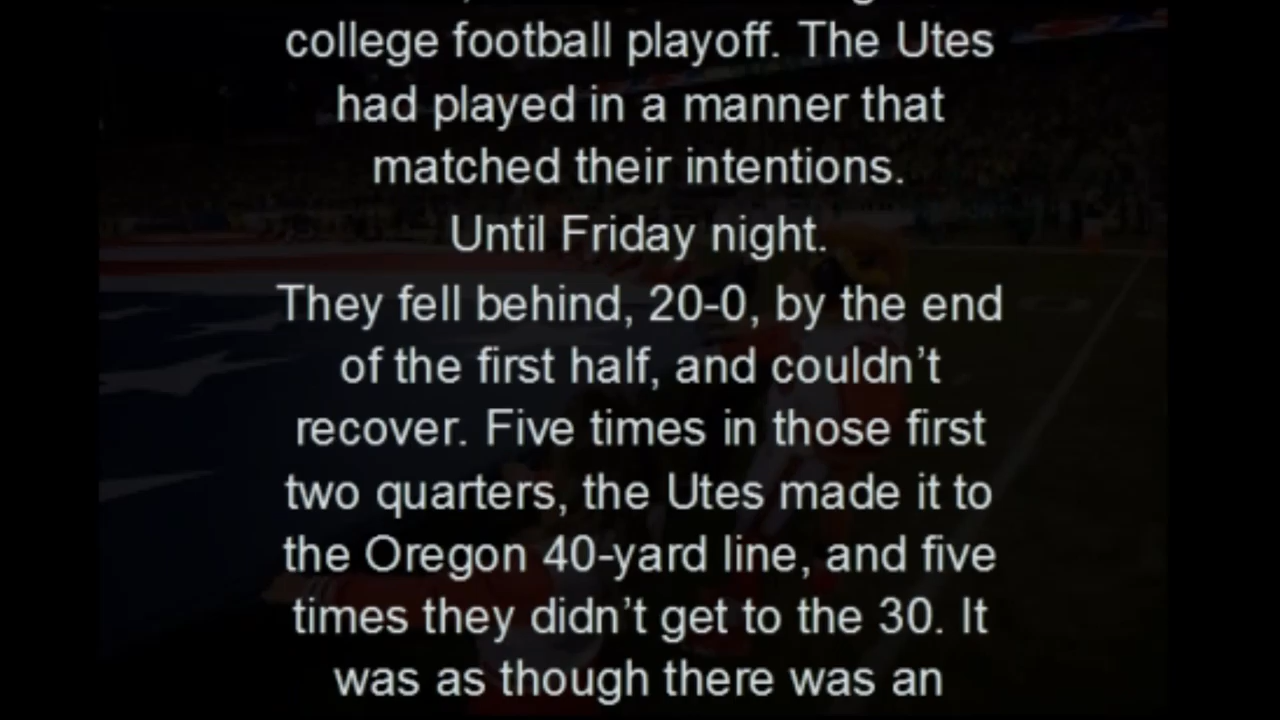 college football playoff. The Utes
had played in a manner that
matched their intentions.
Until Friday night.
They fell behind, 20-0, by the end
of the first half, and couldn’t
recover. Five times in those first
two quarters, the Utes made it to
the Oregon 40-yard line, and five
times they didn’t get to the 30. It
was as though there was an